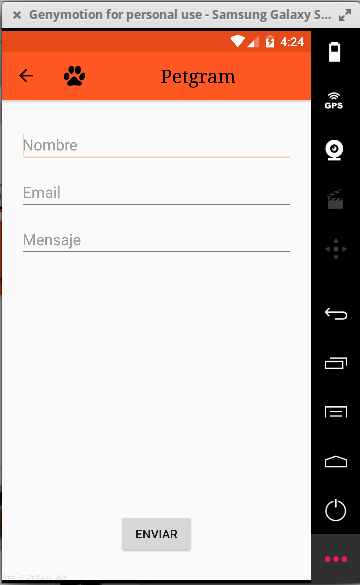 Genymotion for personal use - Samsung Galaxy S...
4:24
Petgram
GPS
Nombre
Email
Mensaje
ENVIAR